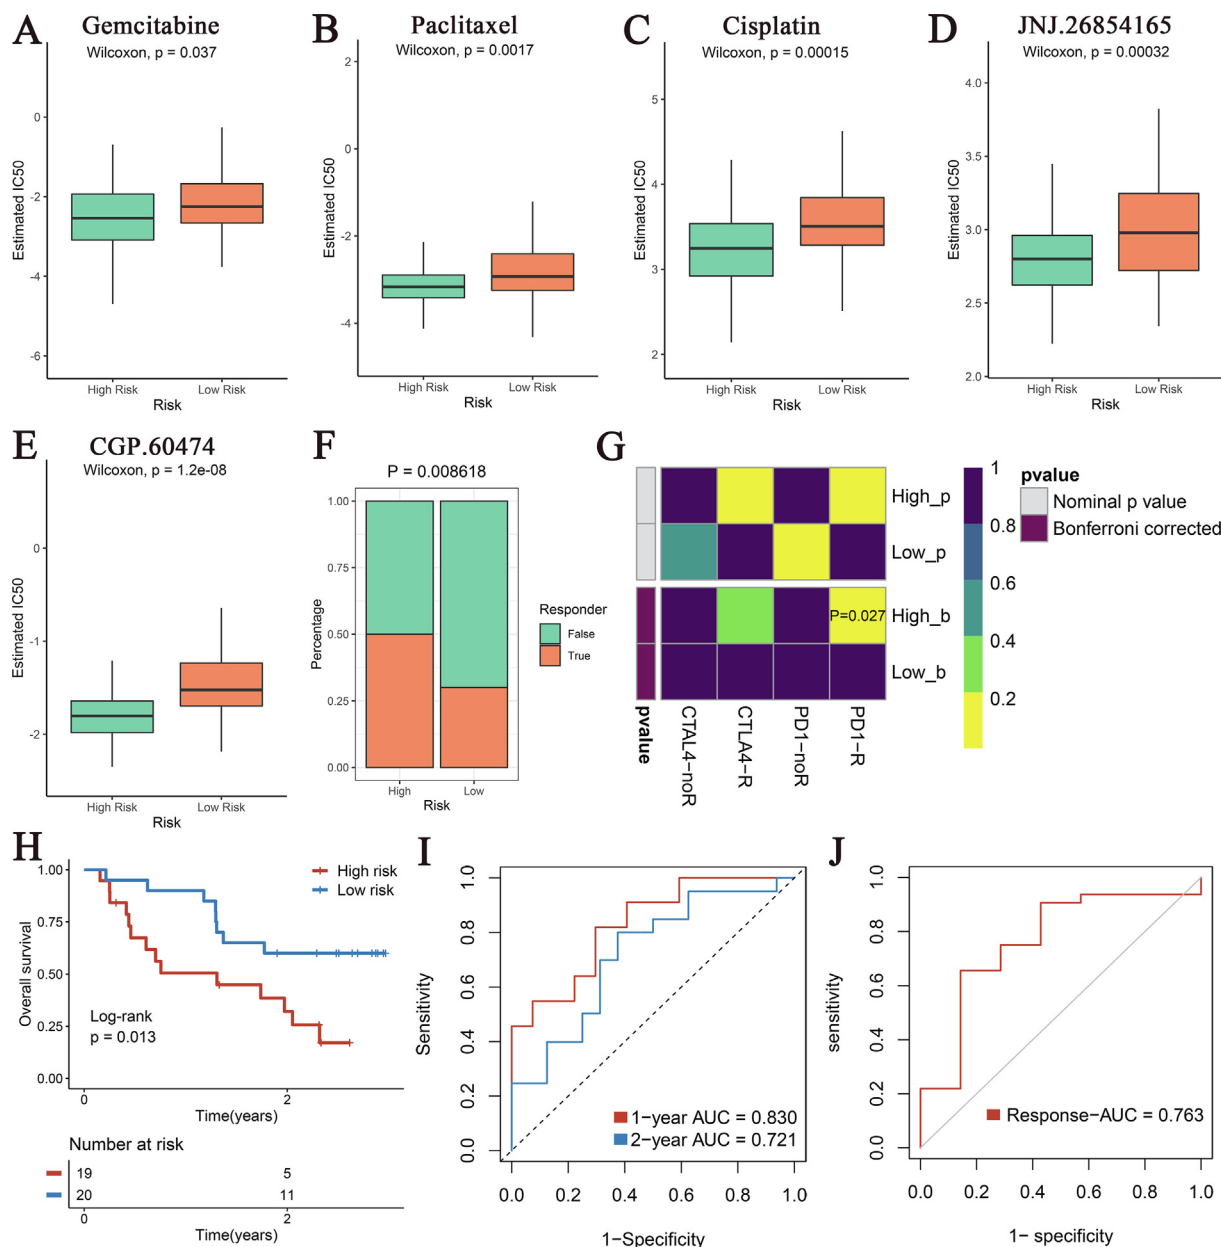 A
Gemcitabine
Wilcoxon, p = 0.037
Estimated IC50
0
-2
-4
-6
High Risk
Low Risk
Risk
B
Paclitaxel
Wilcoxon, p = 0.0017
Estimated IC50
2
0
-2
-4
High Risk
Low Risk
Risk
C
Cisplatin
Wilcoxon, p = 0.00015
Estimated IC50
5
4
3
2
High Risk
Low Risk
Risk
D
JNJ.26854165
Wilcoxon, p = 0.00032
Estimated IC50
4.0
3.5
3.0
2.5
2.0
High Risk
Low Risk
Risk
E
CGP.60474
Wilcoxon, p = 1.2e-08
Estimated IC50
0
-1
-2
High Risk
Low Risk
Risk
F
P = 0.008618
Percentage
1.00
0.75
0.50
0.25
0.00
High
Low
Risk
Responder
False
True
G
High_p
Low_p
P=0.027
High_b
Low_b
pvalue
CTAL4−noR
CTLA4−R
PD1−noR
PD1−R
1
0.8
0.6
0.4
0.2
pvalue
Nominal p value
Bonferroni corrected
H
Overall survival
1.00
0.75
0.50
0.25
0.00
High risk
Low risk
Log-rank
p = 0.013
0
2
Time(years)
Number at risk
19
5
20
11
0
2
Time(years)
I
Sensitivity
1.0
0.8
0.6
0.4
0.2
0.0
1−year AUC = 0.830
2−year AUC = 0.721
0.0
0.2
0.4
0.6
0.8
1.0
1−Specificity
J
sensitivity
1.0
0.8
0.6
0.4
0.2
0.0
Response−AUC = 0.763
0.0
0.2
0.4
0.6
0.8
1.0
1− specificity